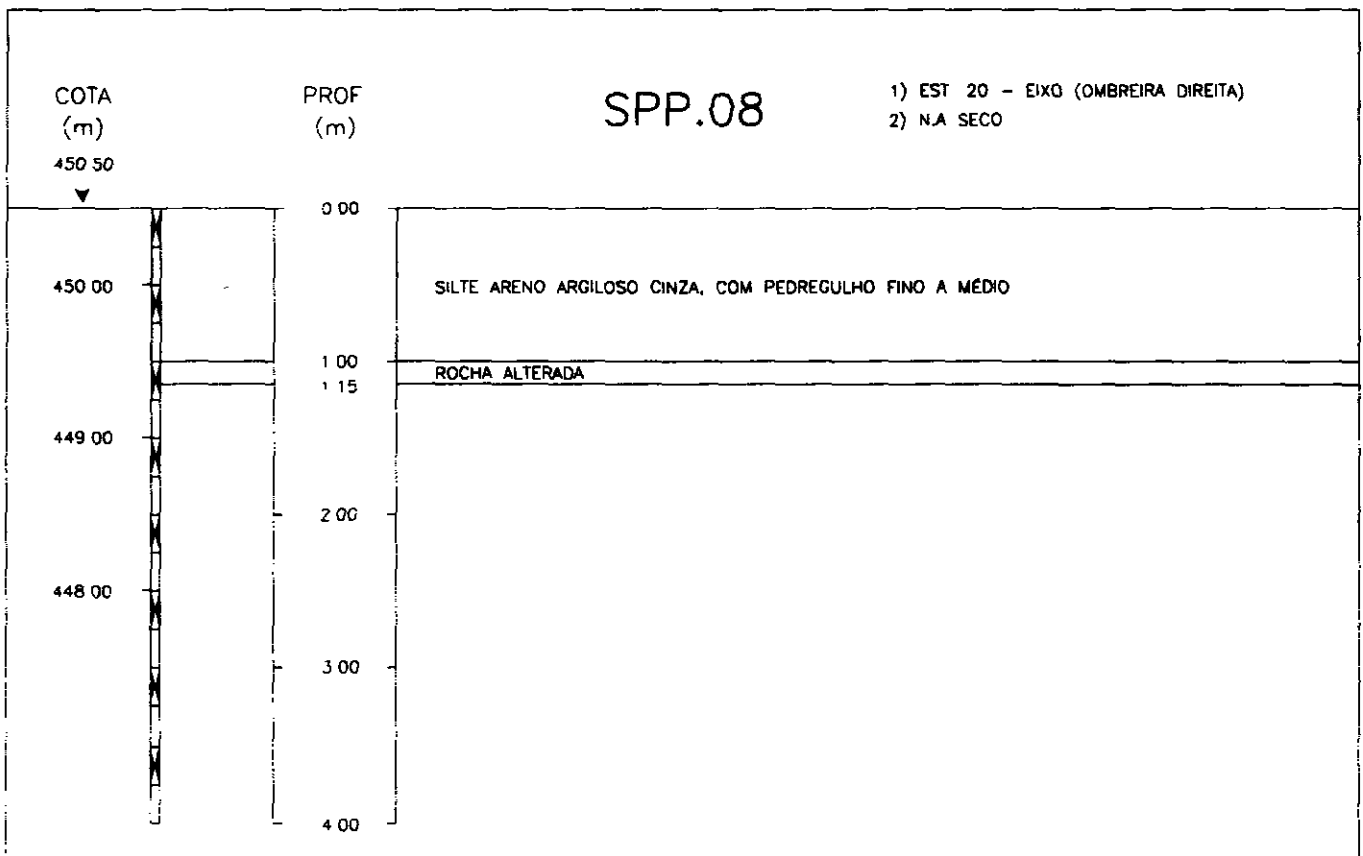 COTA
(m)
450 50
PROF
(m)
SPP.08
1) EST 20 - EIXO (OMBREIRA DIREITA)
2) N.A SECO
0 00
450 00
SILTE ARENO ARGILOSO CINZA, COM PEDREGULHO FINO A MÉDIO
1 00
ROCHA ALTERADA
1 15
449 00
2 00
448 00
3 00
4 00